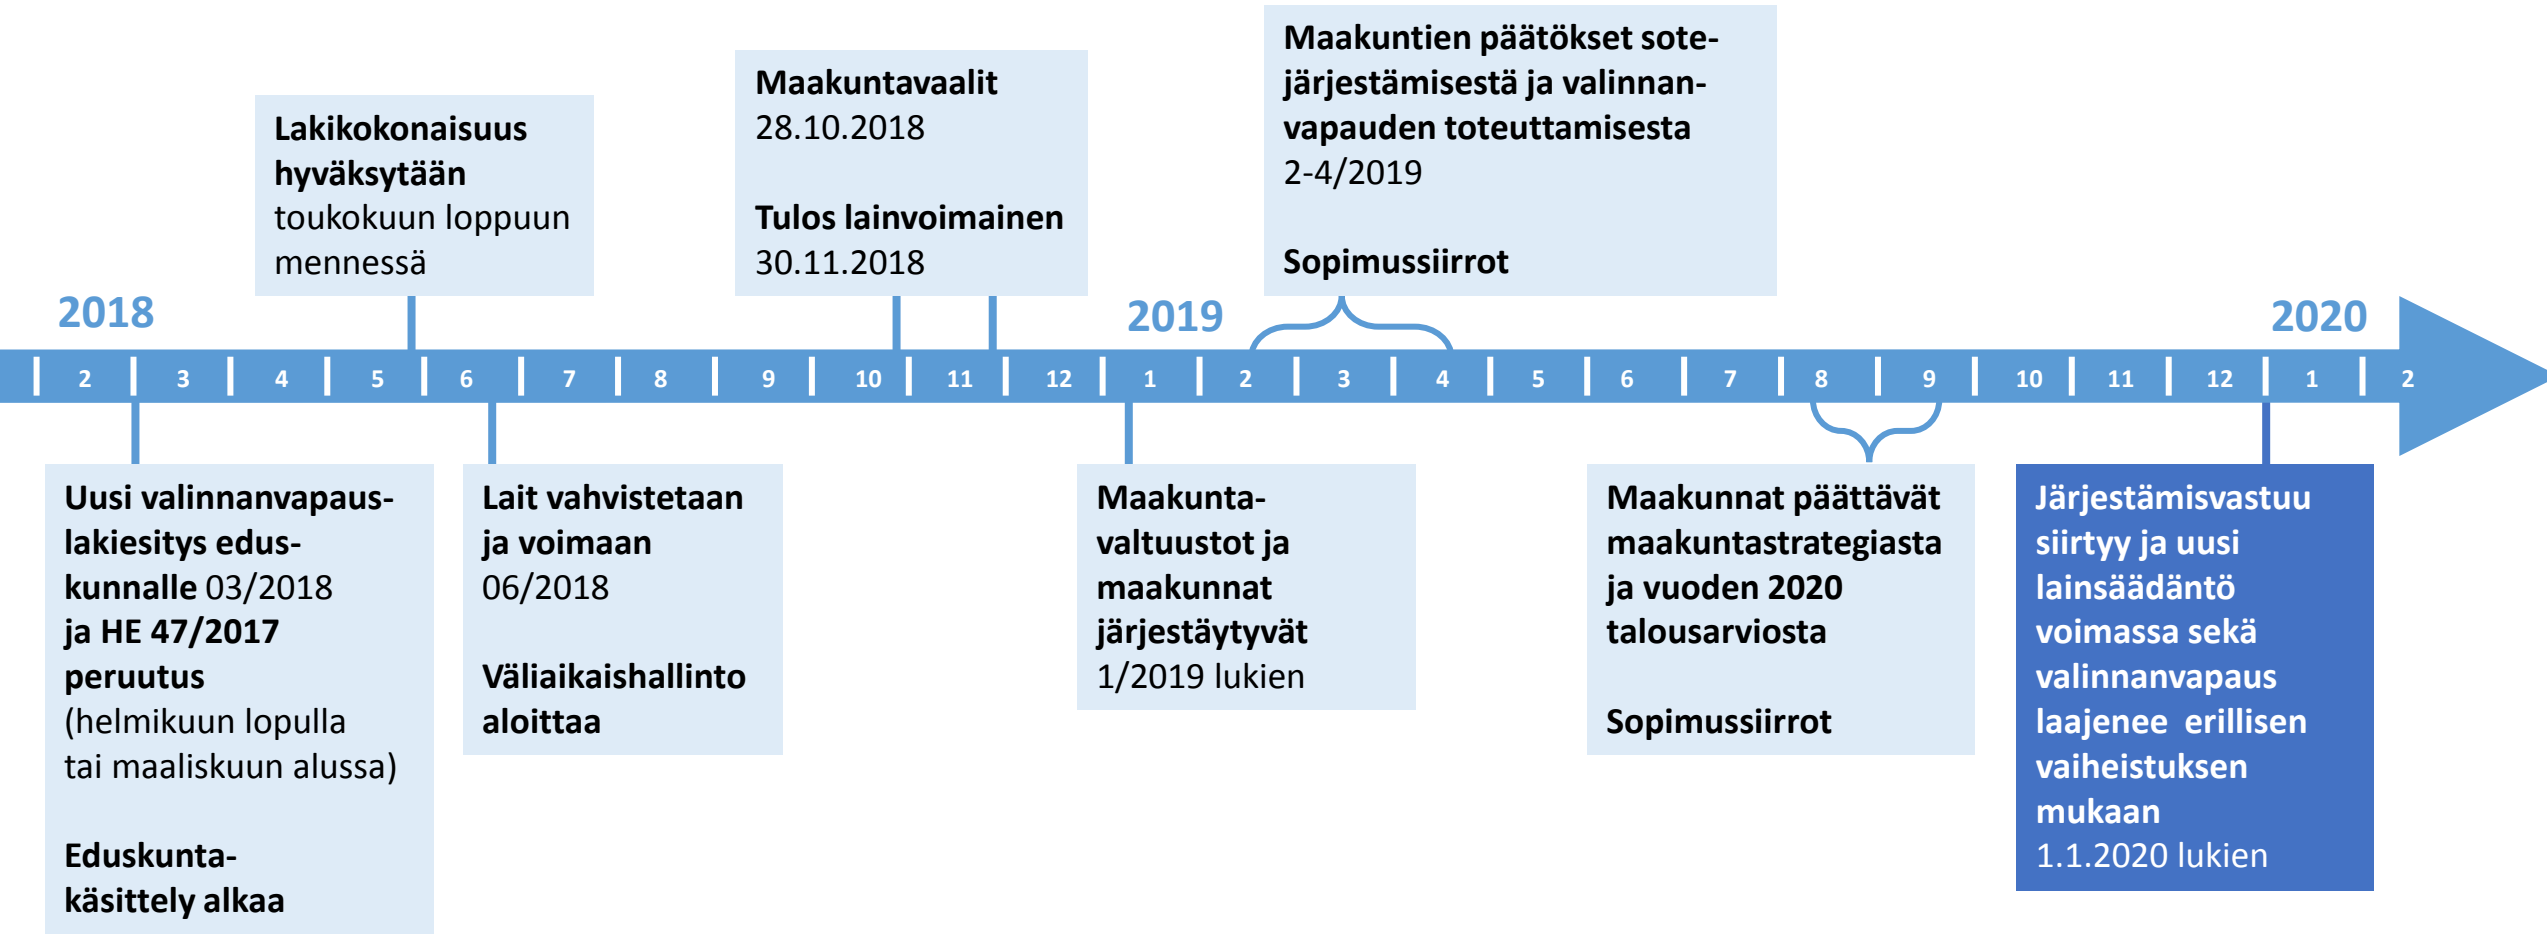 Maakuntien päätökset sote-
järjestämisestä ja valinnan-
vapauden toteuttamisesta
2-4/2019
Sopimussiirrot
Maakuntavaalit
28.10.2018
Tulos lainvoimainen
30.11.2018
Lakikokonaisuus
hyväksytään
toukokuun loppuun
mennessä
2018
2019
2020
2 3 4 5 6 7 8 9 10 11 12 1 2 3 4 5 6 7 8 9 10 11 12 1 2
Uusi valinnanvapaus-
lakiesitys edus-
kunnalle 03/2018
ja HE 47/2017
peruutus
(helmikuun lopulla
tai maaliskuun alussa)
Eduskunta-
käsittely alkaa
Lait vahvistetaan
ja voimaan
06/2018
Väliaikaishallinto
aloittaa
Maakunta-
valtuustot ja
maakunnat
järjestäytyvät
1/2019 lukien
Maakunnat päättävät
maakuntastrategiasta
ja vuoden 2020
talousarviosta
Sopimussiirrot
Järjestämisvastuu
siirtyy ja uusi
lainsäädäntö
voimassa sekä
valinnanvapaus
laajenee erillisen
vaiheistuksen
mukaan
1.1.2020 lukien